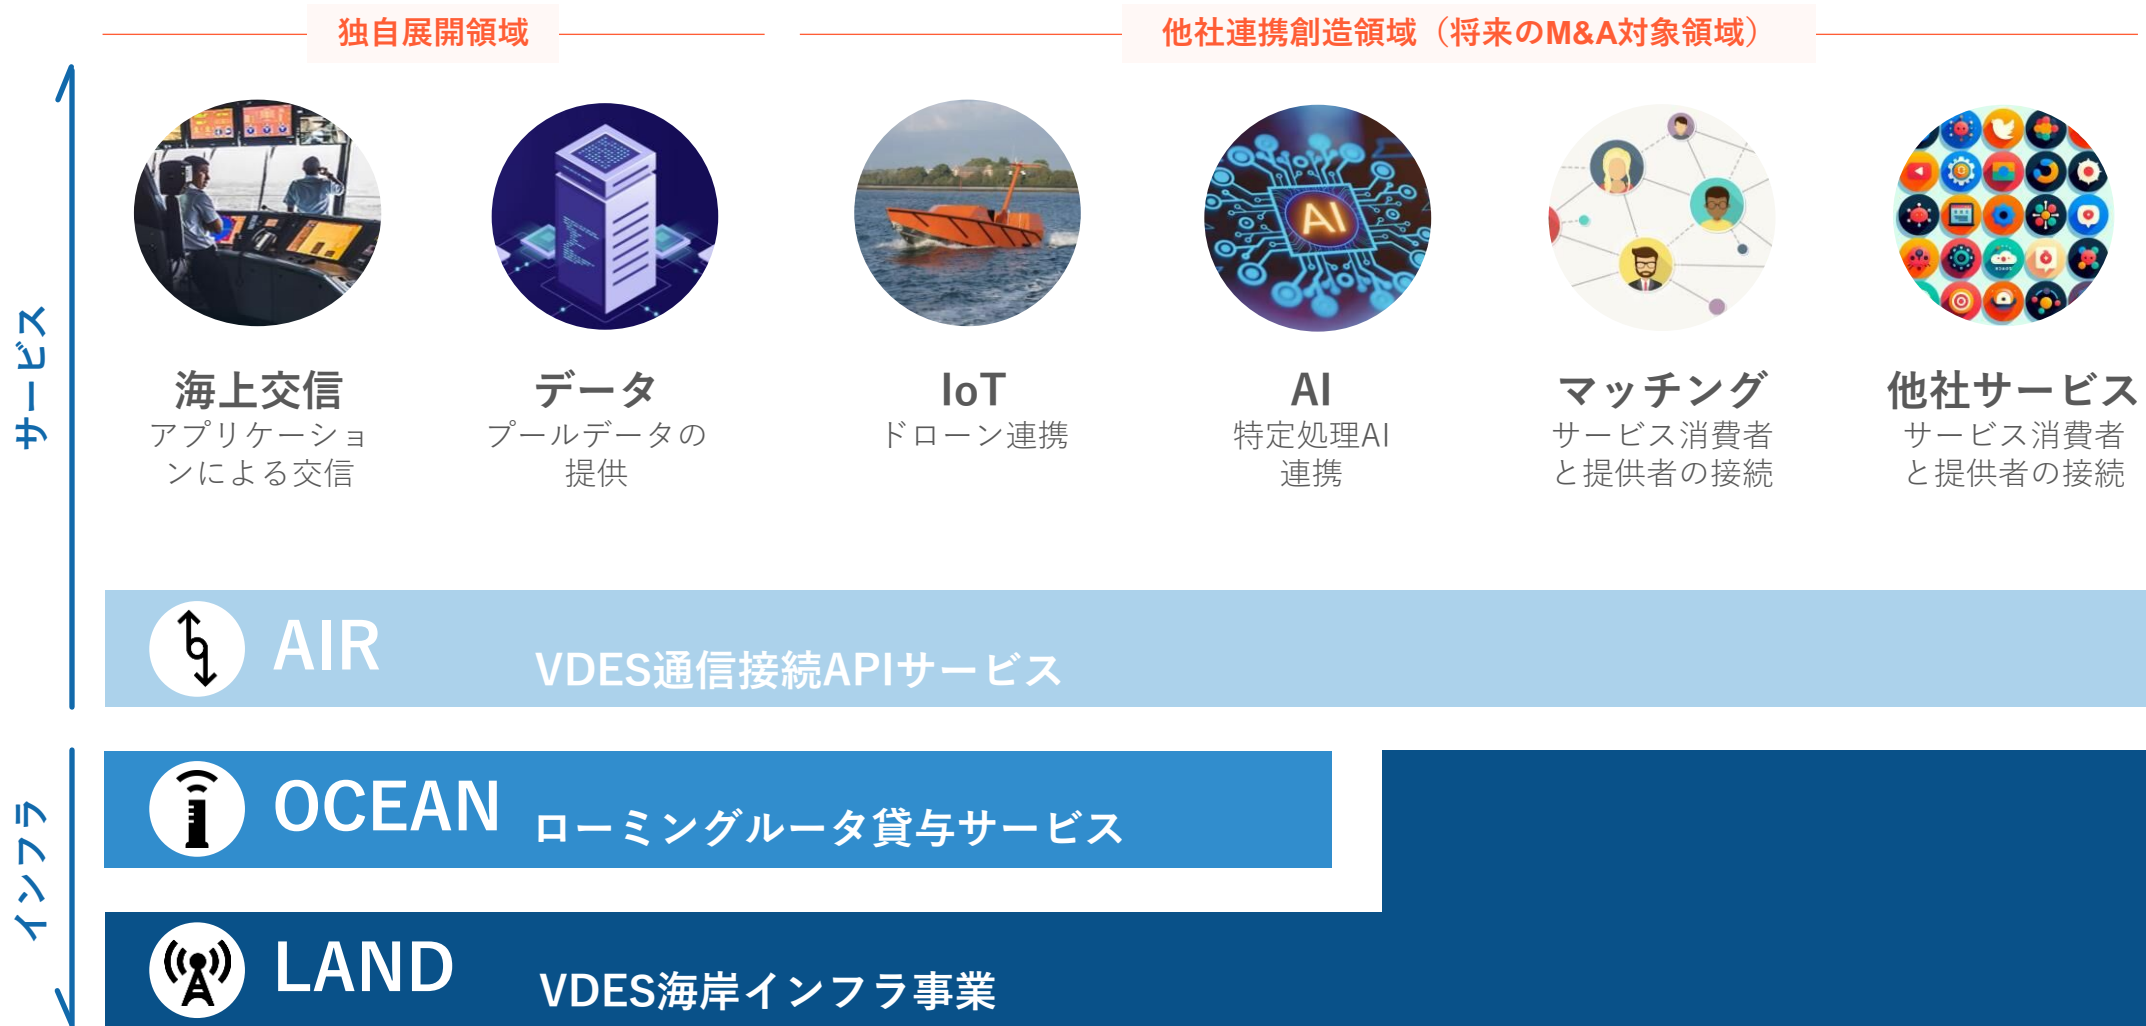 独自展開領域
他社連携創造領域（将来のM&A対象領域）
サービス
AI
海上交信
アプリケーショ
ンによる交信
データ
プールデータの
提供
IoT
ドローン連携
AI
特定処理AI
連携
マッチング
サービス消費者
と提供者の接続
他社サービス
サービス消費者
と提供者の接続
AIR
VDES通信接続APIサービス
インフラ
OCEAN
ローミングルータ貸与サービス
LAND
VDES海岸インフラ事業